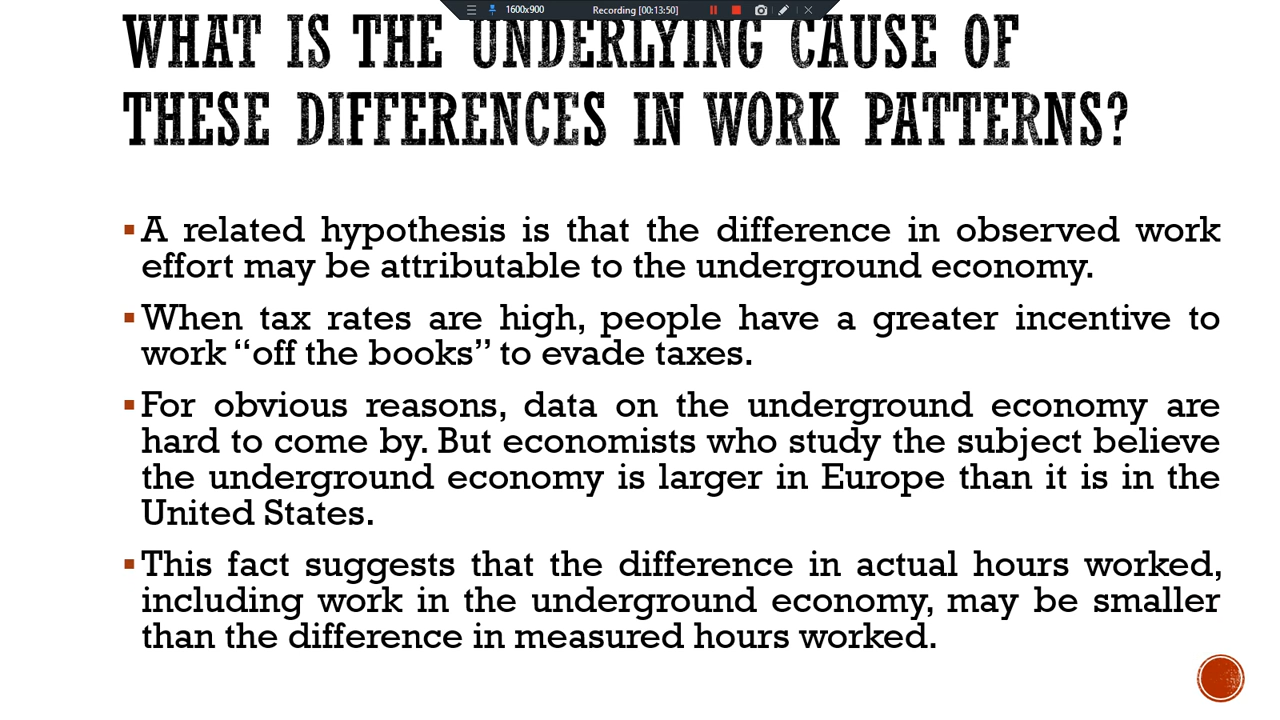 1600x900
Recording [00:13:50]
WHAT IS THE UNDERLYING CAUSE OF
THESE DIFFERENCES IN WORK PATTERNS?
▪A related hypothesis is that the difference in observed work
effort may be attributable to the underground economy.
▪When tax rates are high, people have a greater incentive to
work “off the books” to evade taxes.
▪For obvious reasons, data on the underground economy are
hard to come by. But economists who study the subject believe
the underground economy is larger in Europe than it is in the
United States.
▪This fact suggests that the difference in actual hours worked,
including work in the underground economy, may be smaller
than the difference in measured hours worked.